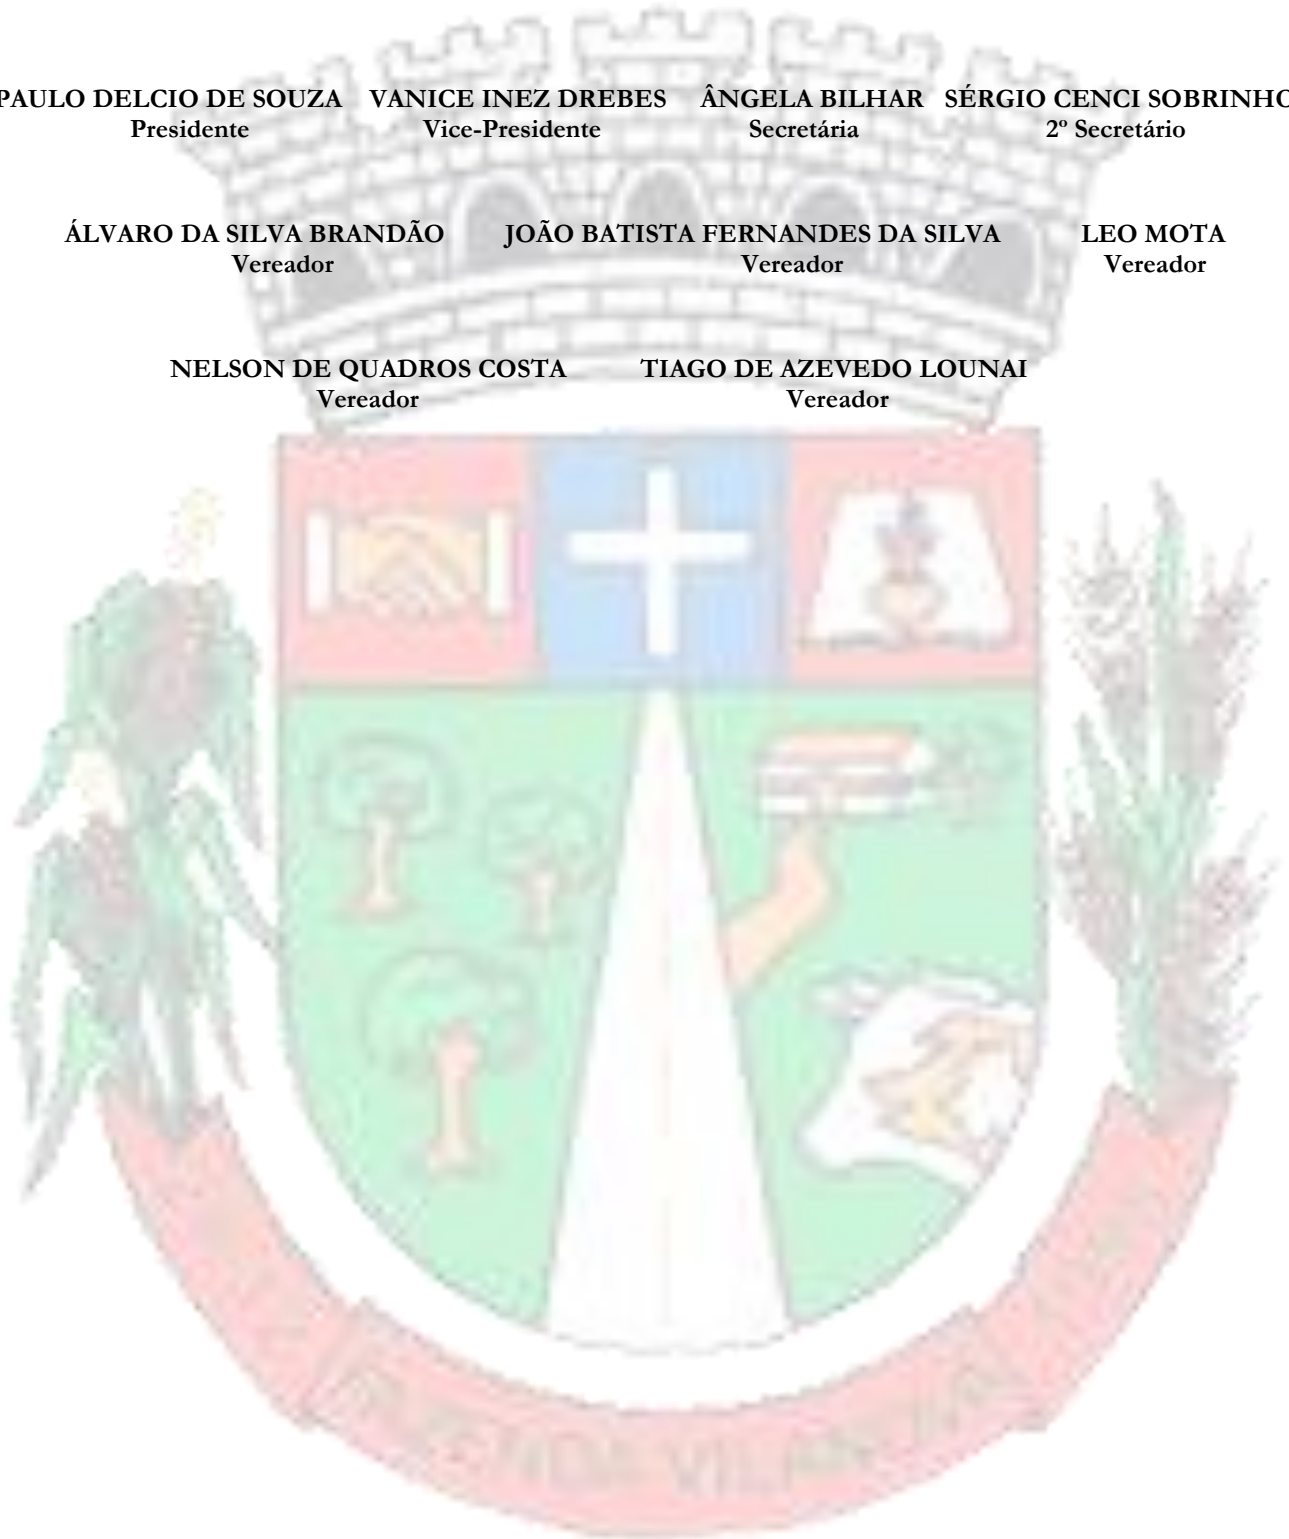 PAULO DELCIO DE SOUZA VANICE INEZ DREBES ÂNGELA BILHAR SÉRGIO CENCI SOBRINHO
Presidente Vice-Presidente Secretária 2º Secretário
ÁLVARO DA SILVA BRANDÃO JOÃO BATISTA FERNANDES DA SILVA LEO MOTA
Vereador Vereador Vereador
NELSON DE QUADROS COSTA TIAGO DE AZEVEDO LOUNAI
Vereador Vereador
FAZENDA VILANOVA